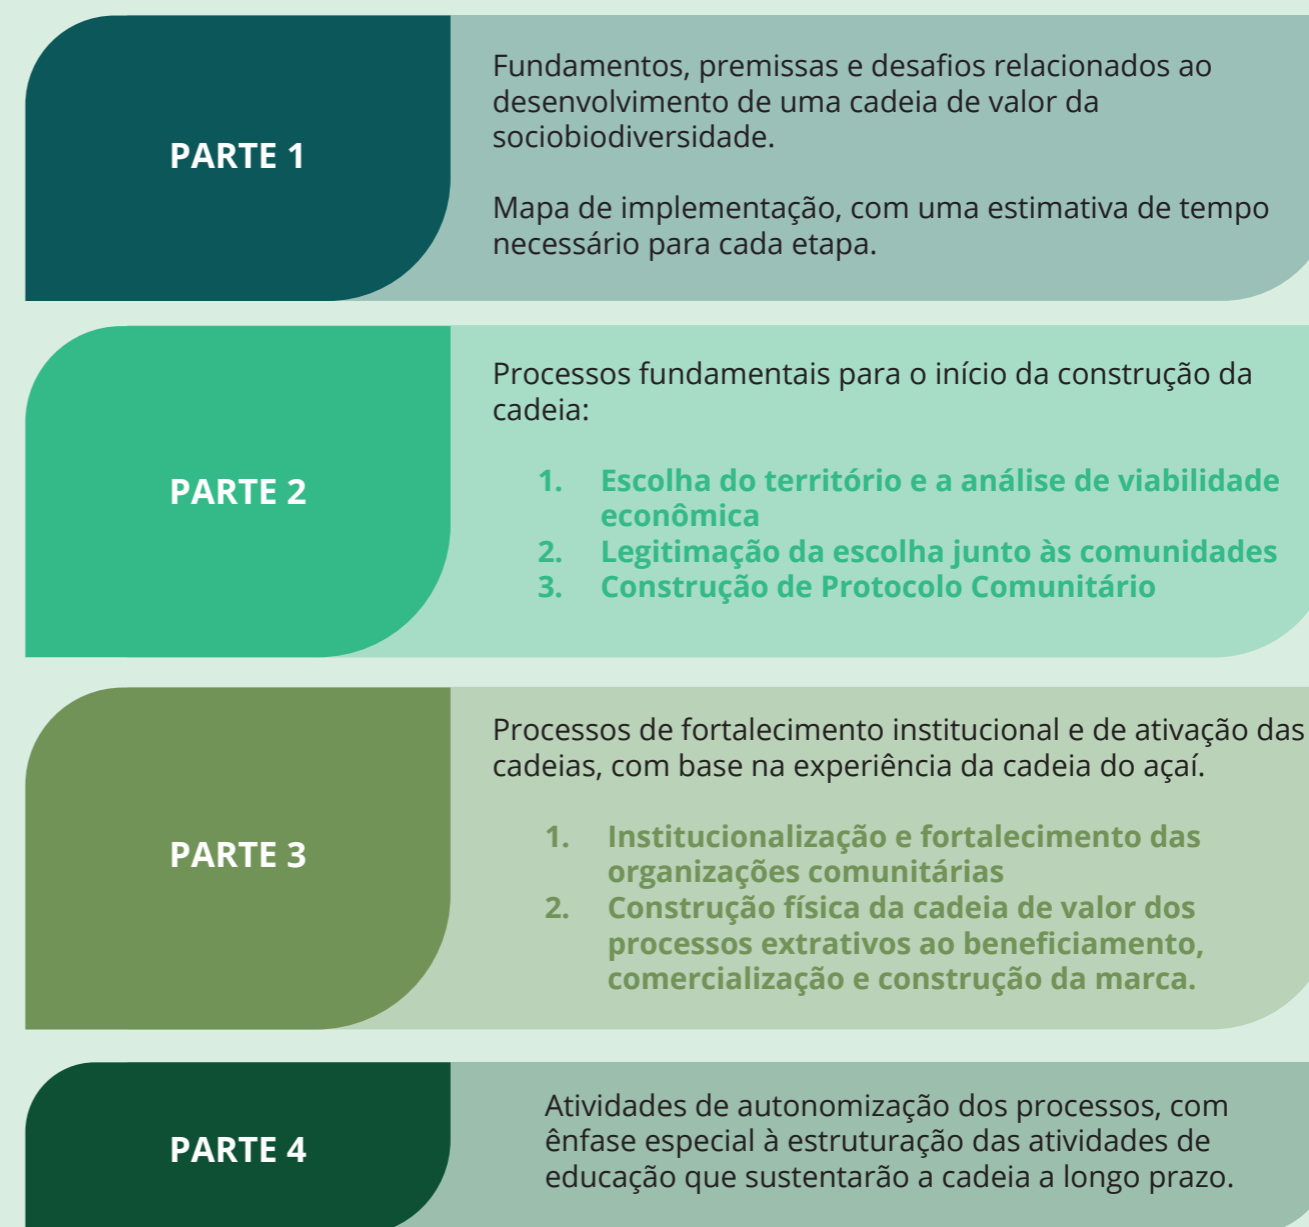 PARTE 1
Fundamentos, premissas e desafios relacionados ao
desenvolvimento de uma cadeia de valor da
sociobiodiversidade.
Mapa de implementação, com uma estimativa de tempo
necessário para cada etapa.
PARTE 2
Processos fundamentais para o início da construção da
cadeia:
1. Escolha do território e a análise de viabilidade
econômica
2. Legitimação da escolha junto às comunidades
3. Construção de Protocolo Comunitário
PARTE 3
Processos de fortalecimento institucional e de ativação das
cadeias, com base na experiência da cadeia do açaí.
1. Institucionalização e fortalecimento das
organizações comunitárias
2. Construção física da cadeia de valor dos
processos extrativos ao beneficiamento,
comercialização e construção da marca.
PARTE 4
Atividades de autonomização dos processos, com
ênfase especial à estruturação das atividades de
educação que sustentarão a cadeia a longo prazo.